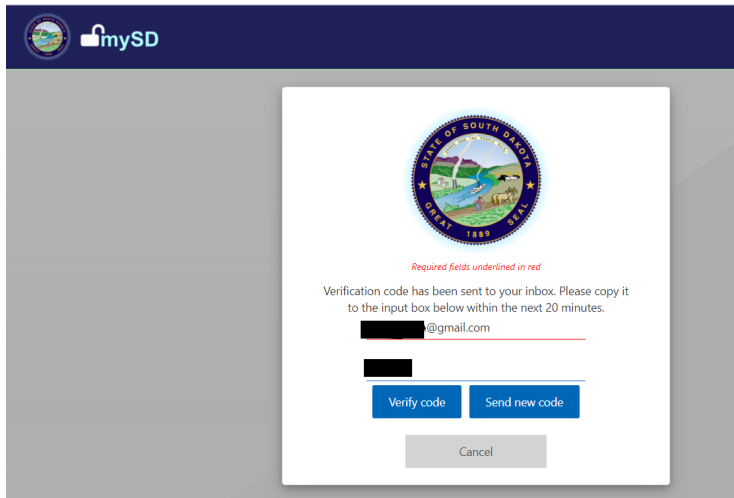 mySD
STATE OF SOUTH DAKOTA
GREAT SEAL
1889
Required fields underlined in red
Verification code has been sent to your inbox. Please copy it
to the input box below within the next 20 minutes.
@gmail.com
Verify code
Send new code
Cancel